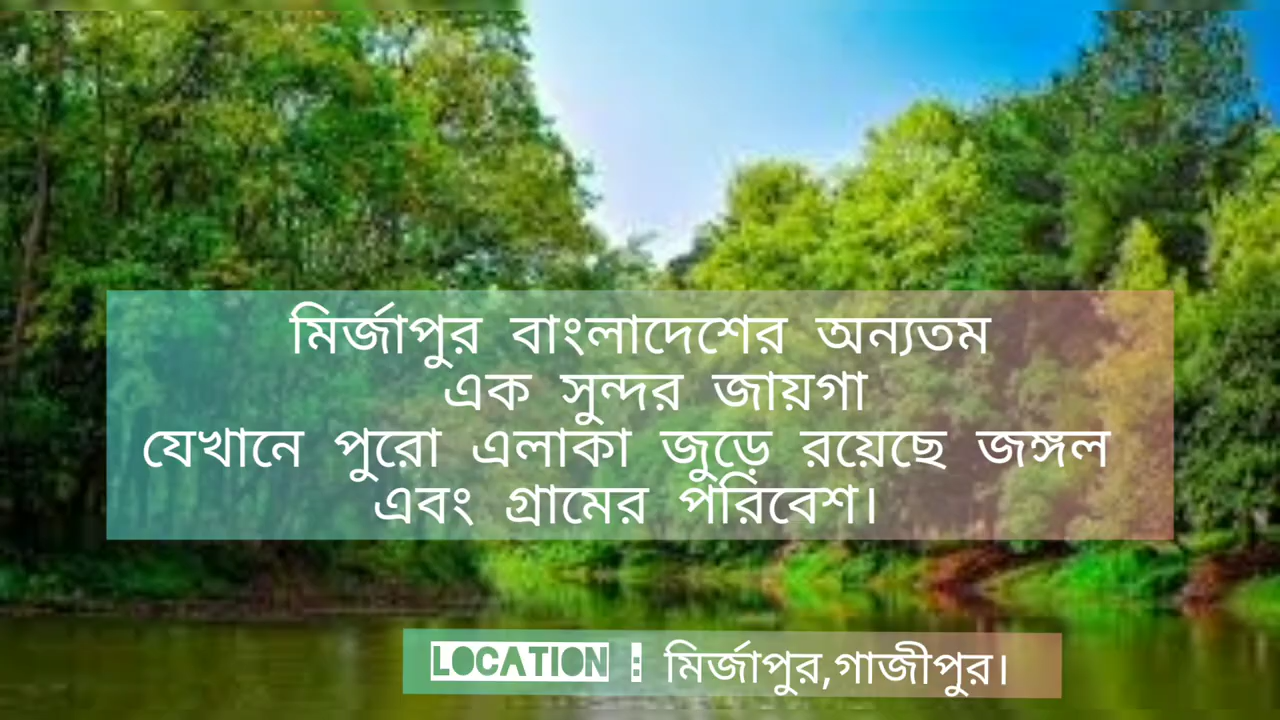 মির্জাপুর বাংলাদেশের অন্যতম
এক সুন্দর জায়গা
যেখানে পুরো এলাকা জুড়ে রয়েছে জঙ্গল
এবং গ্রামের পরিবেশ।
LOCATION : মির্জাপুর,গাজীপুর।